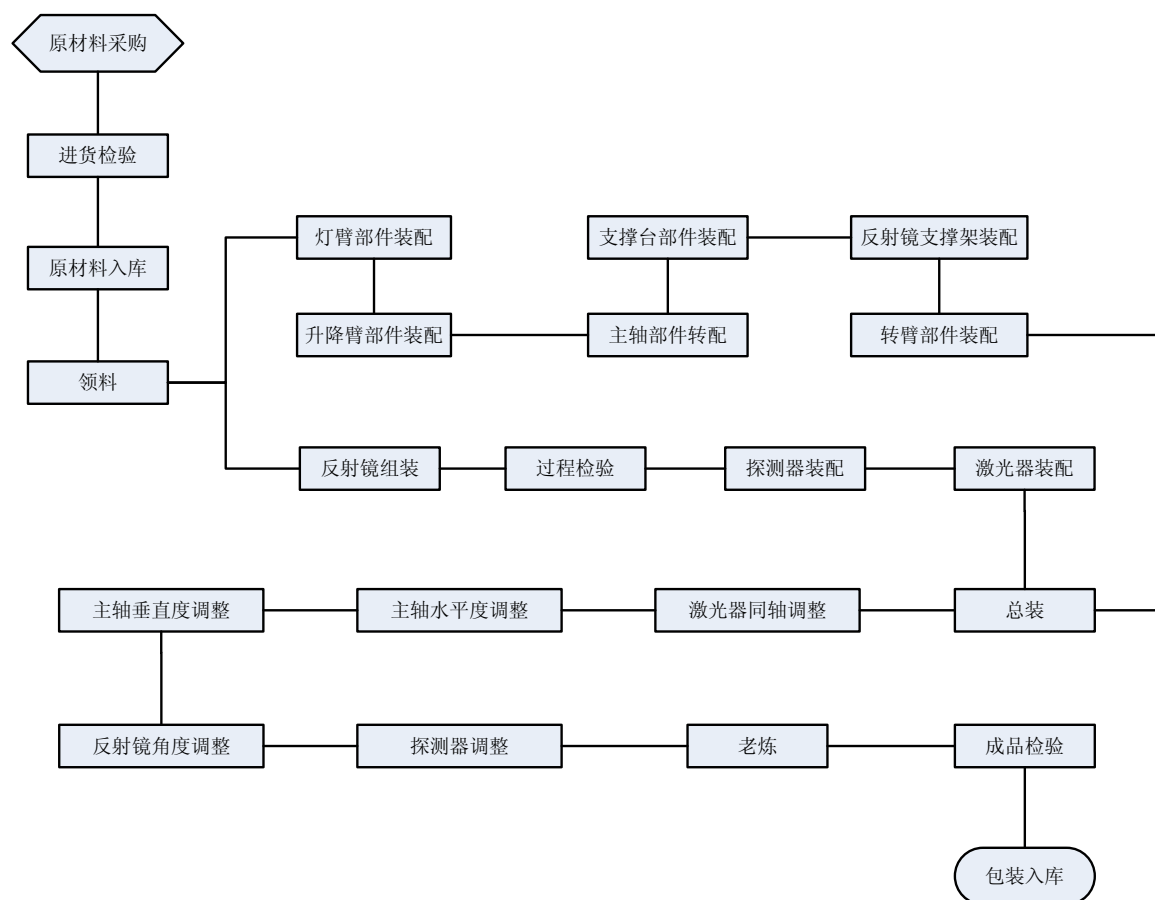 原材料采购
进货检验
原材料入库
领料
灯臂部件装配
支撑台部件装配
反射镜支撑架装配
升降臂部件装配
主轴部件转配
转臂部件装配
反射镜组装
过程检验
探测器装配
激光器装配
主轴垂直度调整
主轴水平度调整
激光器同轴调整
总装
反射镜角度调整
探测器调整
老炼
成品检验
包装入库